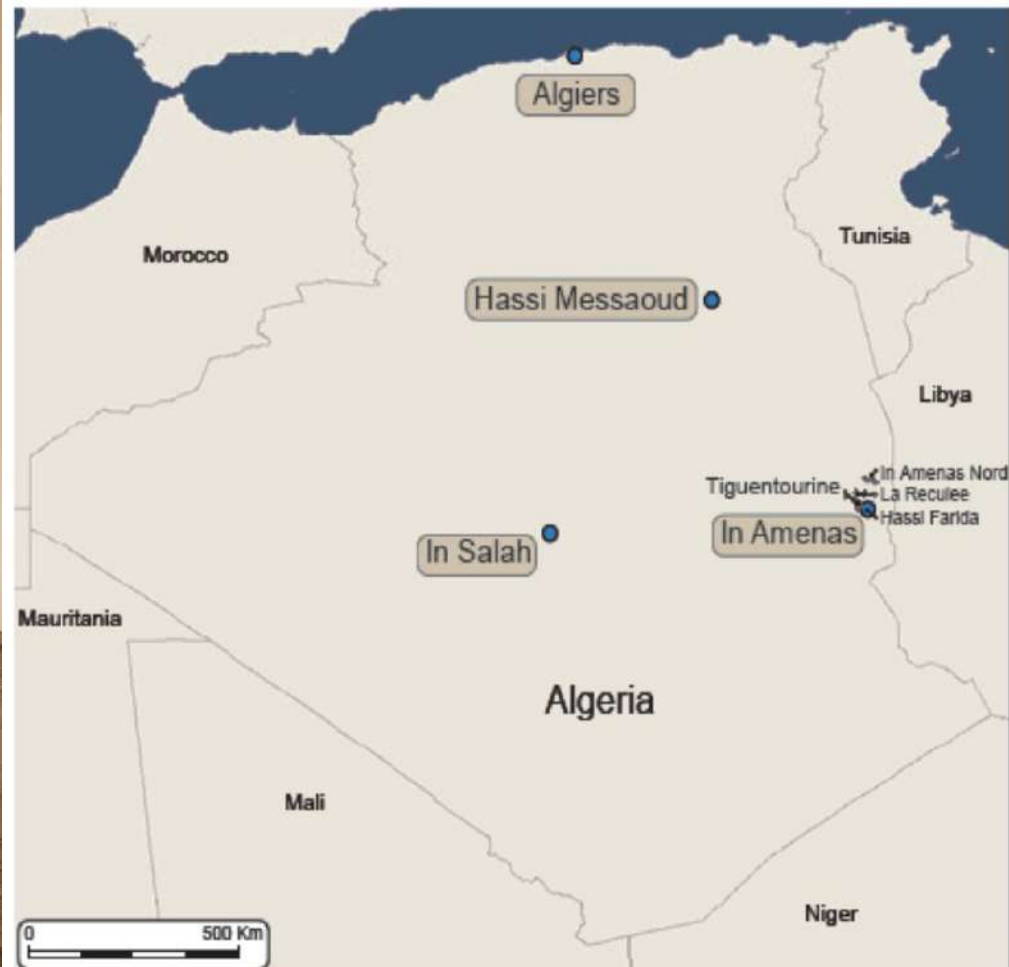 Algiers
Morocco
Tunisia
Hassi Messaoud
Libya
In Amenas Nord
Tiguentourine
La Reculee
Hassi Farida
In Amenas
In Salah
Mauritania
Algeria
Mali
Niger
0 500 Km